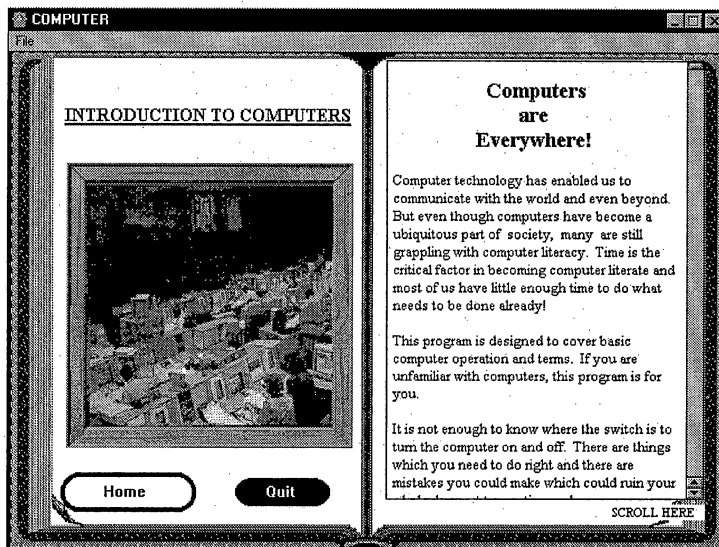 COMPUTER
File
INTRODUCTION TO COMPUTERS
Home
Quit
Computers
are
Everywhere!
Computer technology has enabled us to
communicate with the world and even beyond.
But even though computers have become a
ubiquitous part of society, many are still
grappling with computer literacy. Time is the
critical factor in becoming computer literate and
most of us have little enough time to do what
needs to be done already!
This program is designed to cover basic
computer operation and terms. If you are
unfamiliar with computers, this program is for
you.
It is not enough to know where the switch is to
turn the computer on and off. There are things
which you need to do right and there are
mistakes you could make which could ruin your
SCROLL HERE